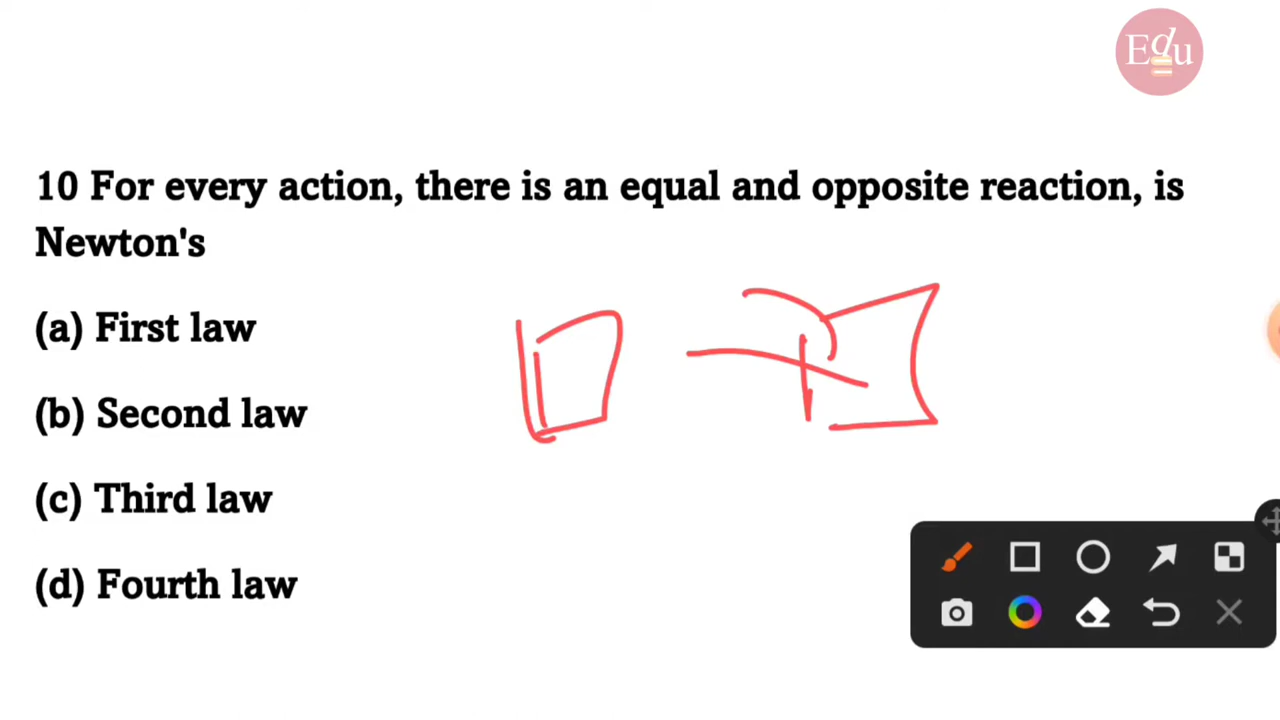 Edu
10 For every action, there is an equal and opposite reaction, is
Newton's
(a) First law
(b) Second law
(c) Third law
(d) Fourth law